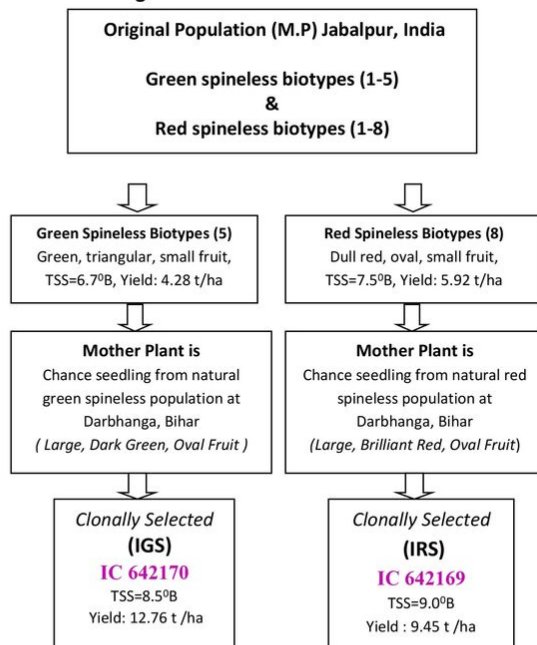 Original Population (M.P) Jabalpur, India
Green spineless biotypes (1-5)
&
Red spineless biotypes (1-8)
Green Spineless Biotypes (5)
Green, triangular, small fruit,
TSS=6.7⁰B, Yield: 4.28 t/ha
Red Spineless Biotypes (8)
Dull red, oval, small fruit,
TSS=7.5⁰B, Yield: 5.92 t/ha
Mother Plant is
Chance seedling from natural
green spineless population at
Darbhanga, Bihar
( Large, Dark Green, Oval Fruit )
Mother Plant is
Chance seedling from natural red
spineless population at
Darbhanga, Bihar
(Large, Brilliant Red, Oval Fruit)
Clonally Selected
(IGS)
IC 642170
TSS=8.5⁰B
Yield: 12.76 t /ha
Clonally Selected
(IRS)
IC 642169
TSS=9.0⁰B
Yield : 9.45 t /ha